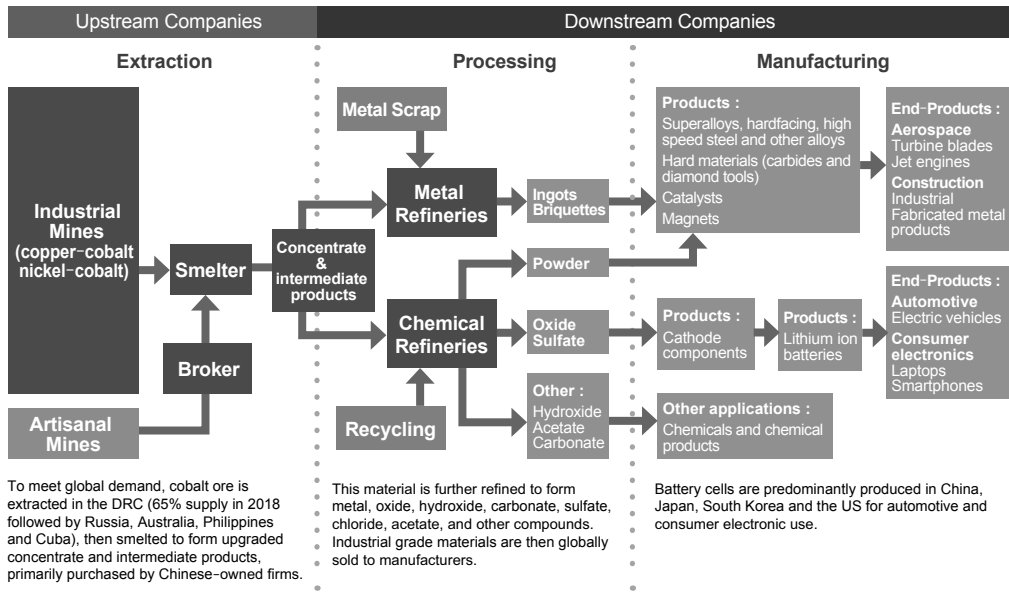 Upstream Companies
Downstream Companies
Extraction
Processing
Manufacturing
Industrial
Mines
(copper-cobalt
nickel-cobalt)
Artisanal
Mines
Smelter
Broker
Concentrate
&
intermediate
products
Metal Scrap
Metal
Refineries
Chemical
Refineries
Recycling
Ingots
Briquettes
Powder
Oxide
Sulfate
Other :
Hydroxide
Acetate
Carbonate
Products :
Superalloys, hardfacing, high
speed steel and other alloys
Hard materials (carbides and
diamond tools)
Catalysts
Magnets
End-Products :
Aerospace
Turbine blades
Jet engines
Construction
Industrial
Fabricated metal
products
Products :
Cathode
components
Products :
Lithium ion
batteries
End-Products :
Automotive
Electric vehicles
Consumer
electronics
Laptops
Smartphones
Other applications :
Chemicals and chemical
products
To meet global demand, cobalt ore is
extracted in the DRC (65% supply in 2018
followed by Russia, Australia, Philippines
and Cuba), then smelted to form upgraded
concentrate and intermediate products,
primarily purchased by Chinese-owned firms.
This material is further refined to form
metal, oxide, hydroxide, carbonate, sulfate,
chloride, acetate, and other compounds.
Industrial grade materials are then globally
sold to manufacturers.
Battery cells are predominantly produced in China,
Japan, South Korea and the US for automotive and
consumer electronic use.